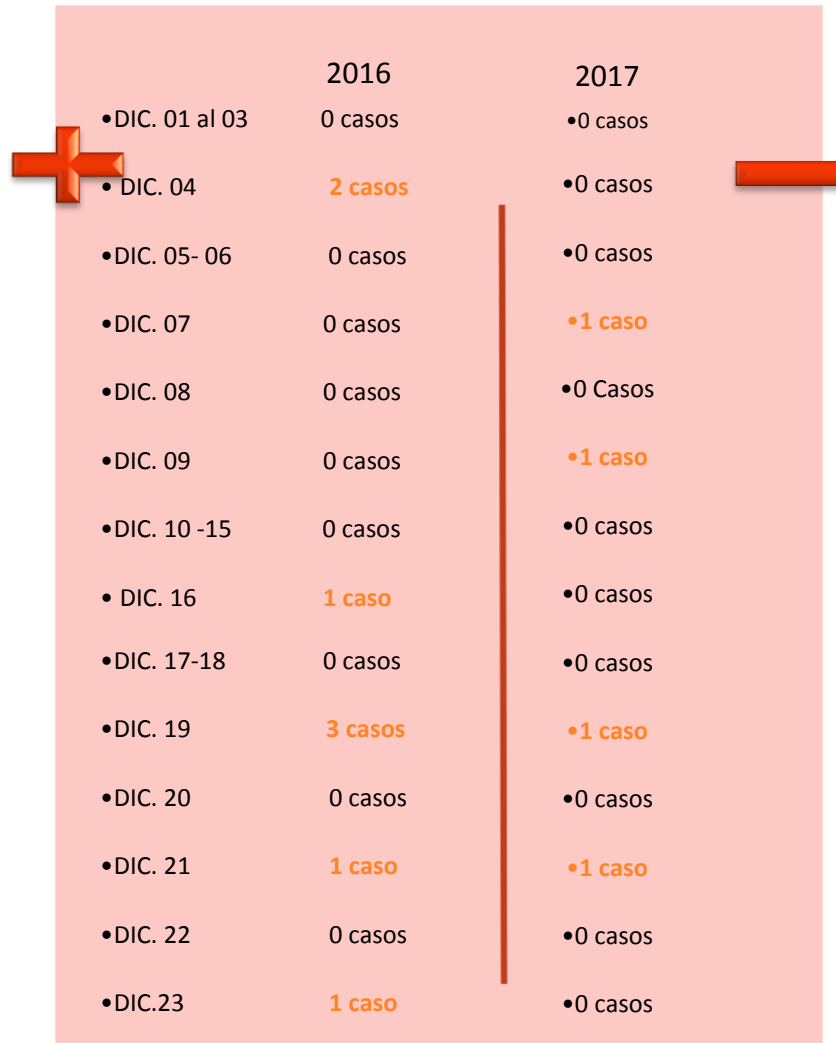 2016 2017
•DIC. 01 al 03 0 casos •0 casos
• DIC. 04 2 casos •0 casos
•DIC. 05- 06 0 casos •0 casos
•DIC. 07 0 casos •1 caso
•DIC. 08 0 casos •0 Casos
•DIC. 09 0 casos •1 caso
•DIC. 10 -15 0 casos •0 casos
• DIC. 16 1 caso •0 casos
•DIC. 17-18 0 casos •0 casos
•DIC. 19 3 casos •1 caso
•DIC. 20 0 casos •0 casos
•DIC. 21 1 caso •1 caso
•DIC. 22 0 casos •0 casos
•DIC.23 1 caso •0 casos